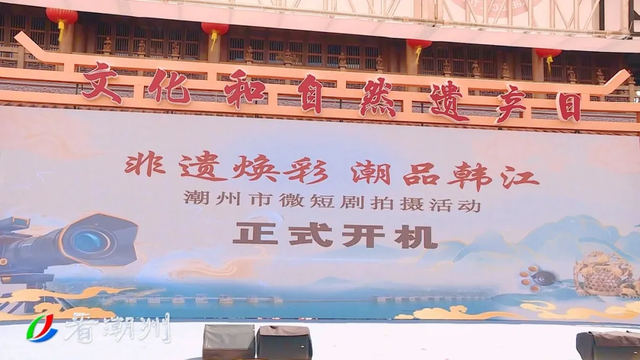 文化和自然遗产日
非遗焕彩 潮品韩江
潮州市微短剧拍摄活动
正式开机
看潮州